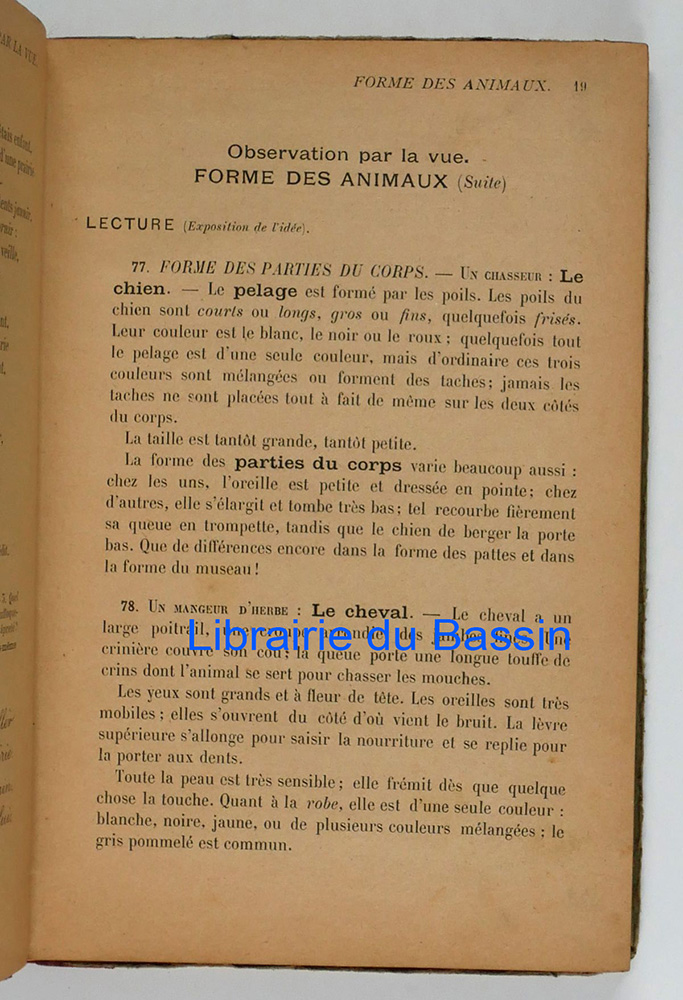 FORME DES ANIMAUX. 19
Observation par la vue.
FORME DES ANIMAUX (Suite)
LECTURE (Exposition de l'idée).
77. FORME DES PARTIES DU CORPS. — UN CHASSEUR : Le
chien. — Le pelage est formé par les poils. Les poils du
chien sont courts ou longs, gros ou fins, quelquefois frisés.
Leur couleur est le blanc, le noir ou le roux ; quelquefois tout
le pelage est d'une seule couleur, mais d'ordinaire ces trois
couleurs sont mélangées ou forment des taches ; jamais les
taches ne sont placées tout à fait de même sur les deux côtés
du corps.
La taille est tantôt grande, tantôt petite.
La forme des parties du corps varie beaucoup aussi :
chez les uns, l'oreille est petite et dressée en pointe ; chez
d'autres, elle s'élargit et tombe très bas ; tel recourbe fièrement
sa queue en trompette, tandis que le chien de berger la porte
bas. Que de différences encore dans la forme des pattes et dans
la forme du museau !
78. UN MANGEUR D'HERBE : Le cheval. — Le cheval a un
large poitrail, une croupe arrondie, des jambes fines. Une
Librairie du Bassin
crinière couvre son cou ; la queue porte une longue touffe de
crins dont l'animal se sert pour chasser les mouches.
Les yeux sont grands et à fleur de tête. Les oreilles sont très
mobiles ; elles s'ouvrent du côté d'où vient le bruit. La lèvre
supérieure s'allonge pour saisir la nourriture et se replie pour
la porter aux dents.
Toute la peau est très sensible ; elle frémit dès que quelque
chose la touche. Quant à la robe, elle est d'une seule couleur :
blanche, noire, jaune, ou de plusieurs couleurs mélangées : le
gris pommelé est commun.